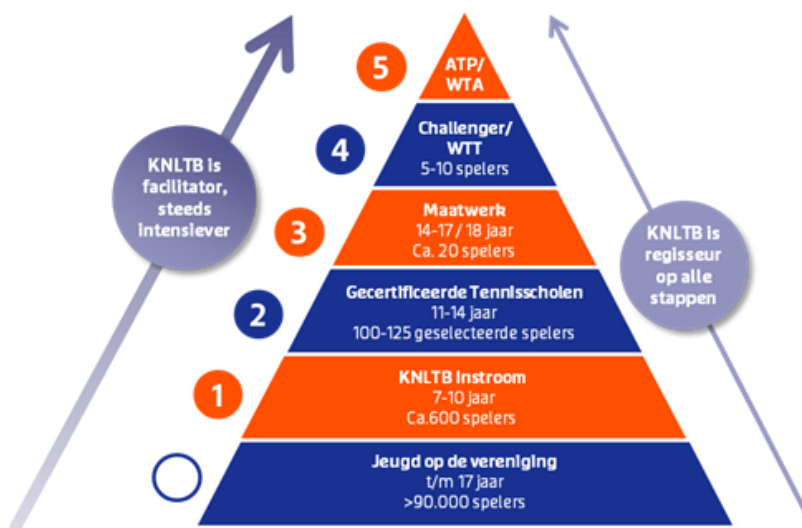 5
ATP/
WTA
4
Challenger/
WTT
5-10 spelers
KNLTB is
facilitator,
steeds
intensiever
3
Maatwerk
14-17 / 18 jaar
Ca. 20 spelers
KNLTB is
regisseur
op alle
stappen
2
Gecertificeerde Tennisscholen
11-14 jaar
100-125 geselecteerde spelers
1
KNLTB Instroom
7-10 jaar
Ca.600 spelers
Jeugd op de vereniging
t/m 17 jaar
>90.000 spelers